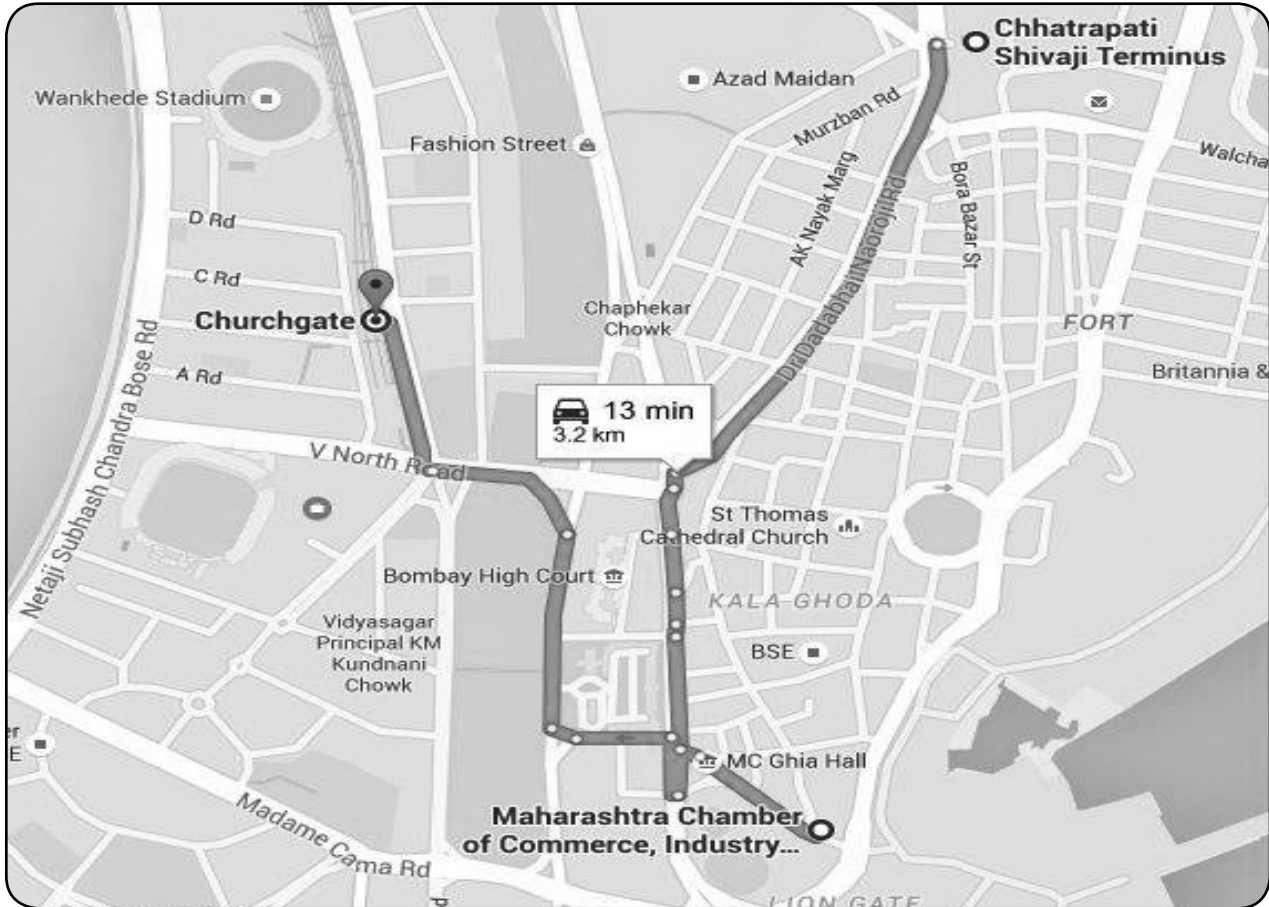 Chhatrapati
Shivaji Terminus
Azad Maidan
Wankhede Stadium
Murzban Rd
Fashion Street
Walcha
AK Nayak Marg
Bora Bazar St
D Rd
C Rd
Chaphekar
Chowk
Churchgate
FORT
Dr Dadabhai Naoroji Rd
A Rd
Britannia &
Netaji Subhash Chandra Bose Rd
13 min
3.2 km
V North Road
St Thomas
Cathedral Church
Bombay High Court
KALA GHODA
Vidyasagar
Principal KM
Kundnani
Chowk
BSE
er
E
MC Ghia Hall
Maharashtra Chamber
of Commerce, Industry...
Madame Cama Rd
LION GATE